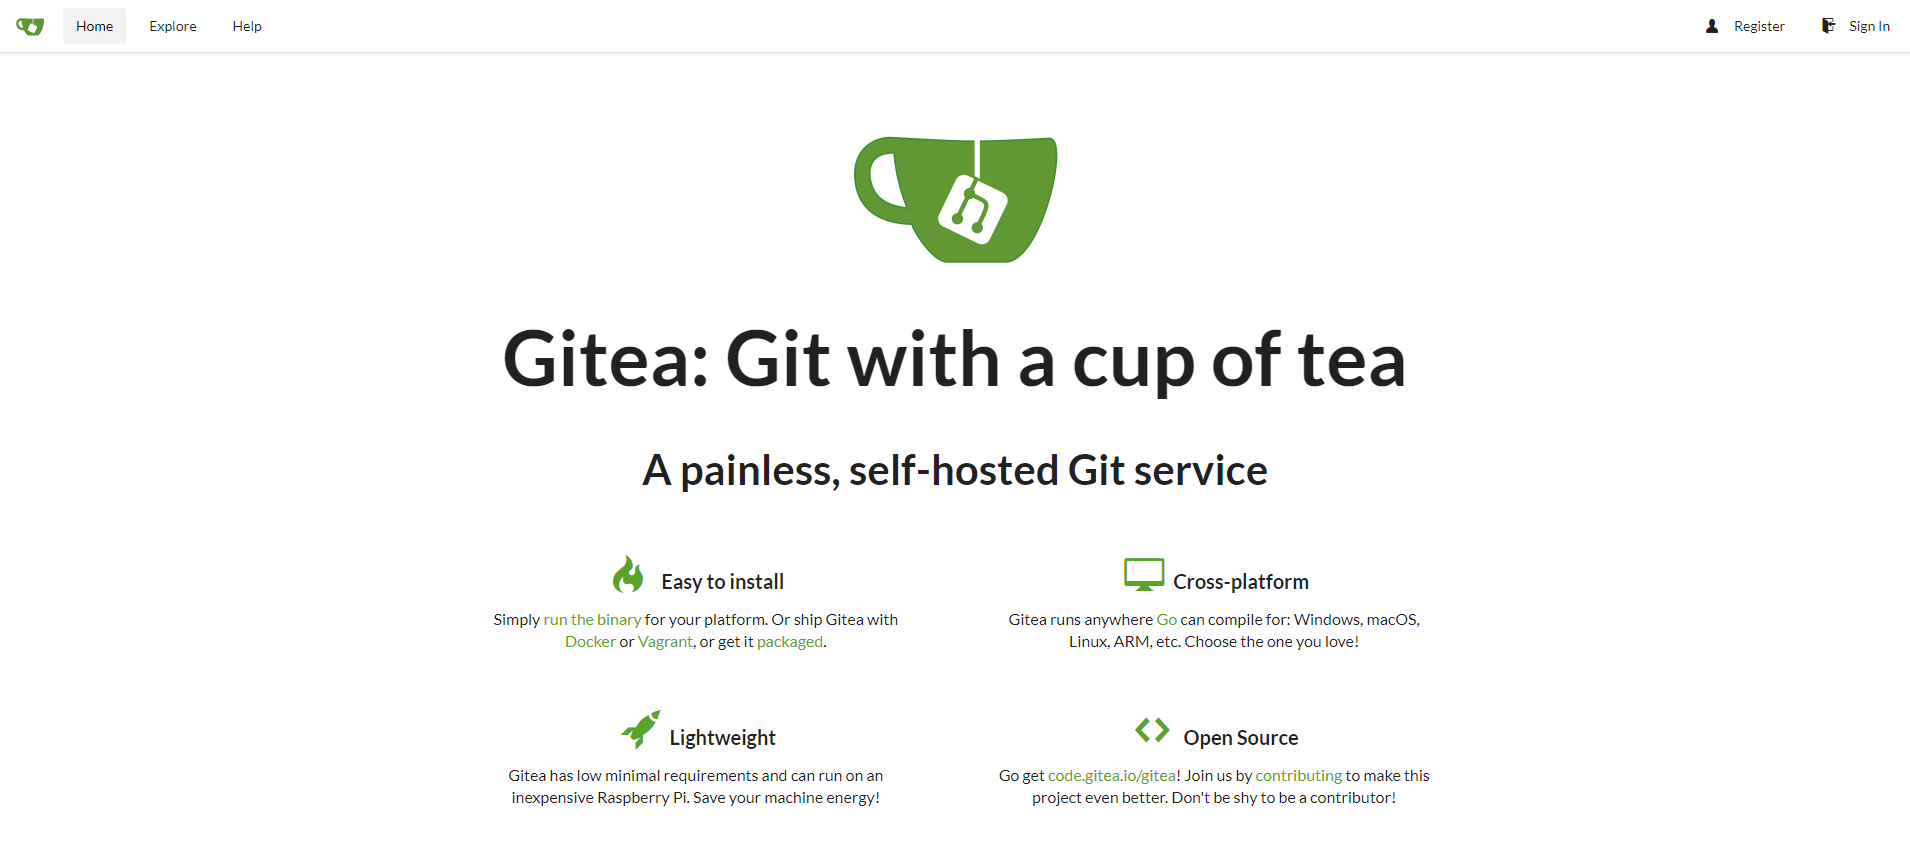 Home Explore Help Register Sign In
Gitea: Git with a cup of tea
A painless, self-hosted Git service
Easy to install
Simply run the binary for your platform. Or ship Gitea with
Docker or Vagrant, or get it packaged.
Cross-platform
Gitea runs anywhere Go can compile for: Windows, macOS,
Linux, ARM, etc. Choose the one you love!
Lightweight
Gitea has low minimal requirements and can run on an
inexpensive Raspberry Pi. Save your machine energy!
Open Source
Go get code.gitea.io/gitea! Join us by contributing to make this
project even better. Don't be shy to be a contributor!